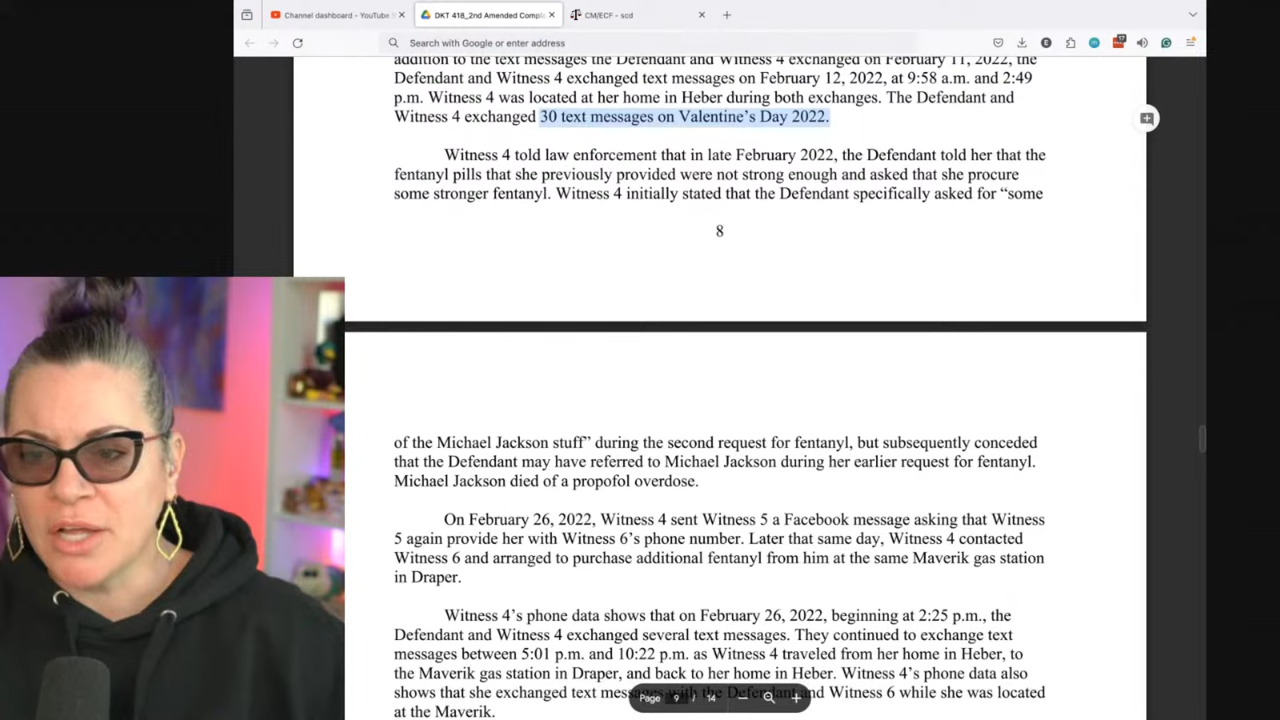 Channel dashboard - YouTube
DKT 418_2nd Amended Compla
CM/ECF - scd
Search with Google or enter address
addition to the text messages the Defendant and Witness 4 exchanged on February 11, 2022, the
Defendant and Witness 4 exchanged text messages on February 12, 2022, at 9:58 a.m. and 2:49
p.m. Witness 4 was located at her home in Heber during both exchanges. The Defendant and
Witness 4 exchanged 30 text messages on Valentine's Day 2022.
Witness 4 told law enforcement that in late February 2022, the Defendant told her that the
fentanyl pills that she previously provided were not strong enough and asked that she procure
some stronger fentanyl. Witness 4 initially stated that the Defendant specifically asked for “some
8
of the Michael Jackson stuff” during the second request for fentanyl, but subsequently conceded
that the Defendant may have referred to Michael Jackson during her earlier request for fentanyl.
Michael Jackson died of a propofol overdose.
On February 26, 2022, Witness 4 sent Witness 5 a Facebook message asking that Witness
5 again provide her with Witness 6's phone number. Later that same day, Witness 4 contacted
Witness 6 and arranged to purchase additional fentanyl from him at the same Maverik gas station
in Draper.
Witness 4's phone data shows that on February 26, 2022, beginning at 2:25 p.m., the
Defendant and Witness 4 exchanged several text messages. They continued to exchange text
messages between 5:01 p.m. and 10:22 p.m. as Witness 4 traveled from her home in Heber, to
the Maverik gas station in Draper, and back to her home in Heber. Witness 4's phone data also
shows that she exchanged text messages with the Defendant and Witness 6 while she was located
Page 9 / 14
at the Maverik.